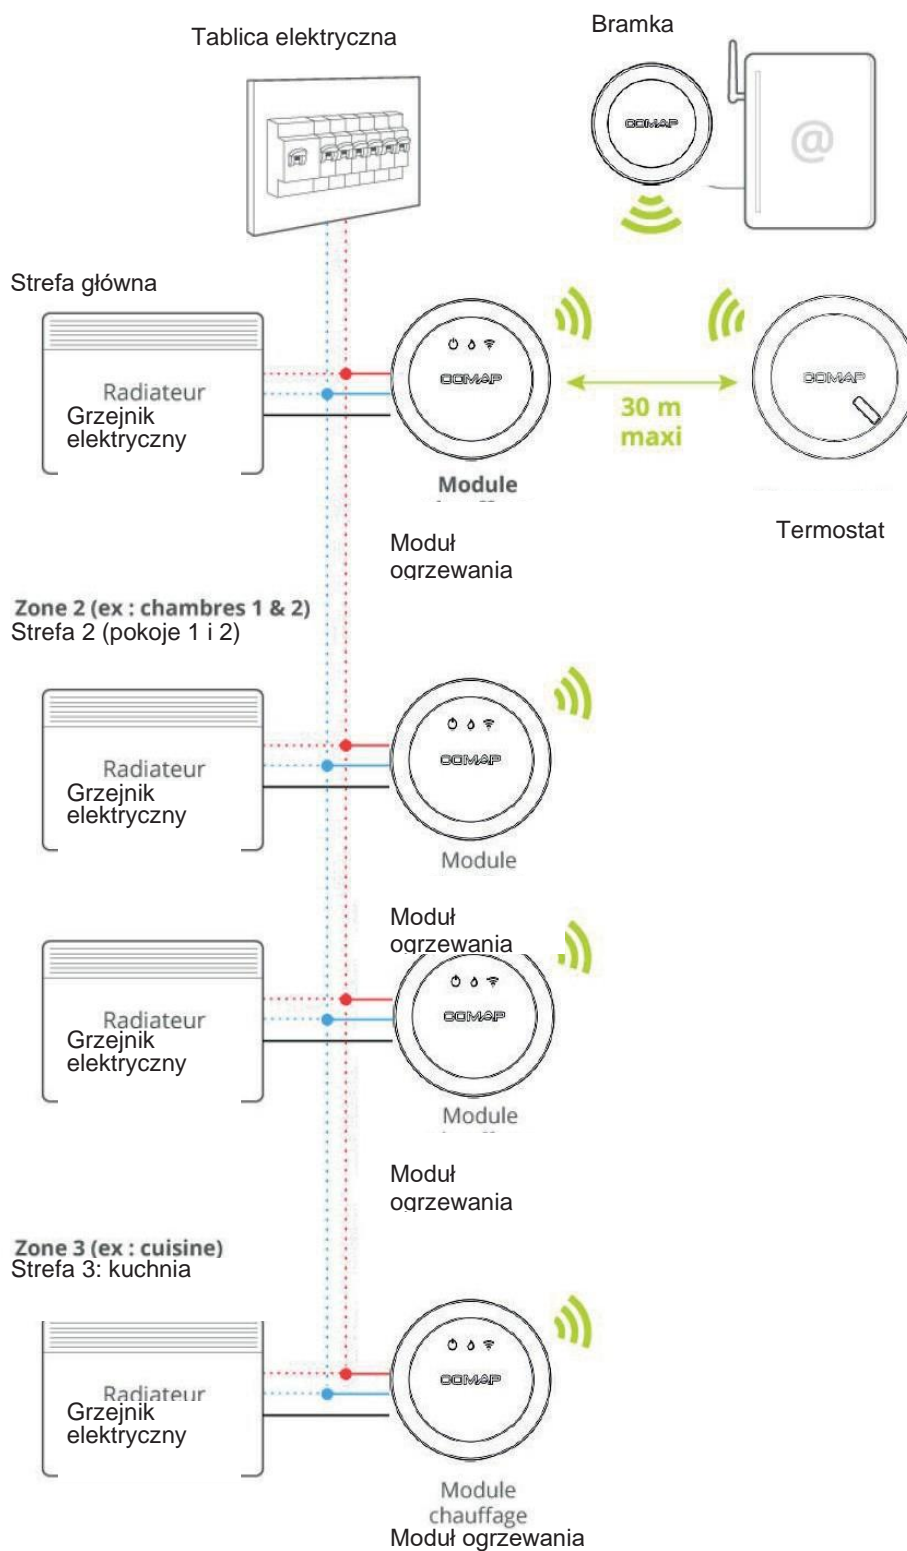 Tablica elektryczna
Bramka
COMAP
@
Strefa główna
Radiateur
Grzejnik
elektryczny
COMAP
30 m
maxi
COMAP
Module
Moduł
ogrzewania
Termostat
Zone 2 (ex : chambres 1 & 2)
Strefa 2 (pokoje 1 i 2)
Radiateur
Grzejnik
elektryczny
COMAP
Module
Moduł
ogrzewania
Radiateur
Grzejnik
elektryczny
COMAP
Module
Moduł
ogrzewania
Zone 3 (ex : cuisine)
Strefa 3: kuchnia
Radiateur
Grzejnik
elektryczny
COMAP
Module
chauffage
Moduł ogrzewania